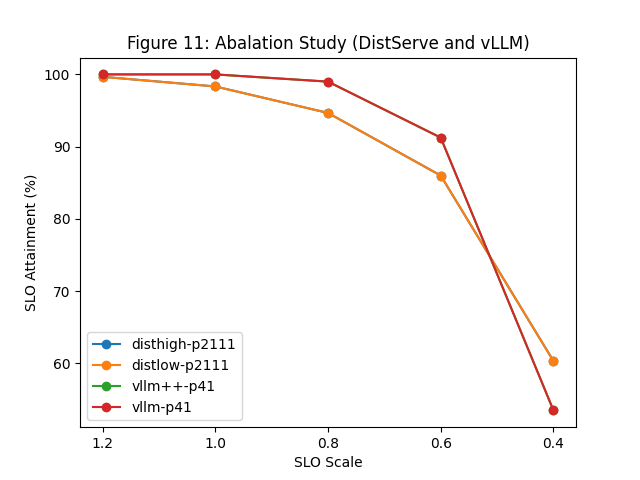 Figure 11: Abalation Study (DistServe and vLLM)
SLO Attainment (%)
100
90
80
70
60
disthigh-p2111
distlow-p2111
vllm++-p41
vllm-p41
1.2 1.0 0.8 0.6 0.4
SLO Scale